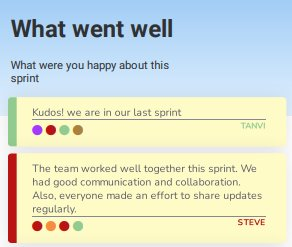 What went well
What were you happy about this
sprint
Kudos! we are in our last sprint
TANVI
The team worked well together this sprint. We
had good communication and collaboration.
Also, everyone made an effort to share updates
regularly.
STEVE